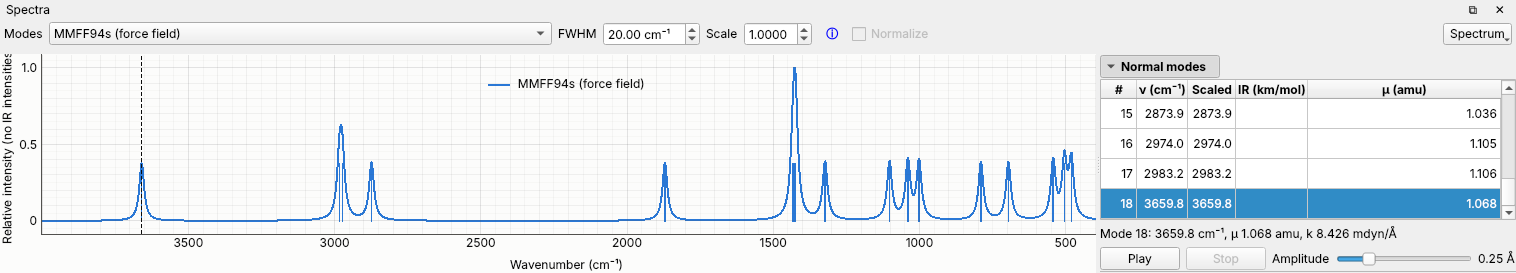 Spectra
Modes MMFF94s (force field) FWHM 20.00 cm⁻¹ Scale 1.0000 Normalize Spectrum
Normal modes
# ν (cm⁻¹) Scaled IR (km/mol) μ (amu)
15 2873.9 2873.9 1.036
16 2974.0 2974.0 1.105
17 2983.2 2983.2 1.106
18 3659.8 3659.8 1.068
Mode 18: 3659.8 cm⁻¹, μ 1.068 amu, k 8.426 mdyn/Å
Play Stop Amplitude 0.25 Å
Relative intensity (no IR intensities
1.0
0.5
0
MMFF94s (force field)
3500 3000 2500 2000 1500 1000 500
Wavenumber (cm⁻¹)